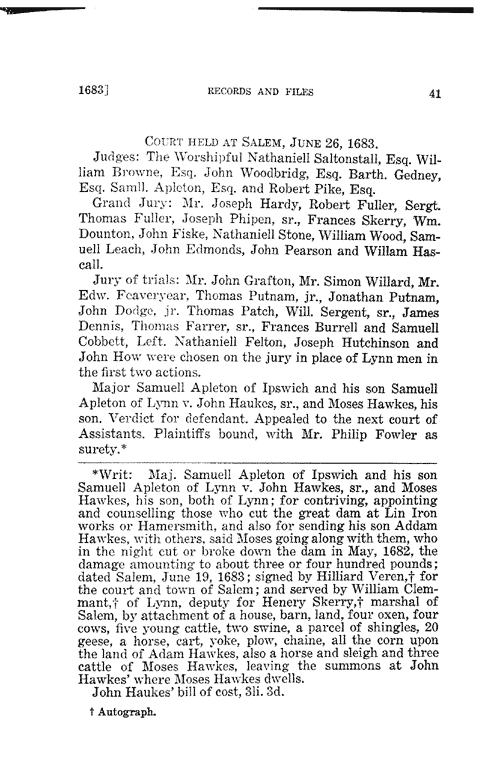 1683] RECORDS AND FILES 41
COURT HELD AT SALEM, JUNE 26, 1683.
Judges: The Worshipful Nathaniell Saltonstall, Esq. Wil-
liam Browne, Esq. John Woodbridg, Esq. Barth. Gedney,
Esq. Samll. Apleton, Esq. and Robert Pike, Esq.
Grand Jury: Mr. Joseph Hardy, Robert Fuller, Sergt.
Thomas Fuller, Joseph Phipen, sr., Frances Skerry, Wm.
Dounton, John Fiske, Nathaniell Stone, William Wood, Sam-
uell Leach, John Edmonds, John Pearson and Willam Has-
call.
Jury of trials: Mr. John Grafton, Mr. Simon Willard, Mr.
Edw. Feaveryear, Thomas Putnam, jr., Jonathan Putnam,
John Dodge, jr. Thomas Patch, Will. Sergent, sr., James
Dennis, Thomas Farrer, sr., Frances Burrell and Samuell
Cobbett, Left. Nathaniell Felton, Joseph Hutchinson and
John How were chosen on the jury in place of Lynn men in
the first two actions.
Major Samuell Apleton of Ipswich and his son Samuell
Apleton of Lynn v. John Haukes, sr., and Moses Hawkes, his
son. Verdict for defendant. Appealed to the next court of
Assistants. Plaintiffs bound, with Mr. Philip Fowler as
surety.*
*Writ: Maj. Samuell Apleton of Ipswich and his son
Samuell Apleton of Lynn v. John Hawkes, sr., and Moses
Hawkes, his son, both of Lynn; for contriving, appointing
and counselling those who cut the great dam at Lin Iron
works or Hamersmith, and also for sending his son Addam
Hawkes, with others, said Moses going along with them, who
in the night cut or broke down the dam in May, 1682, the
damage amounting to about three or four hundred pounds;
dated Salem, June 19, 1683; signed by Hilliard Veren,† for
the court and town of Salem; and served by William Clem-
mant,† of Lynn, deputy for Henery Skerry,† marshal of
Salem, by attachment of a house, barn, land, four oxen, four
cows, five young cattle, two swine, a parcel of shingles, 20
geese, a horse, cart, yoke, plow, chaine, all the corn upon
the land of Adam Hawkes, also a horse and sleigh and three
cattle of Moses Hawkes, leaving the summons at John
Hawkes' where Moses Hawkes dwells.
John Haukes' bill of cost, 3li. 3d.
† Autograph.